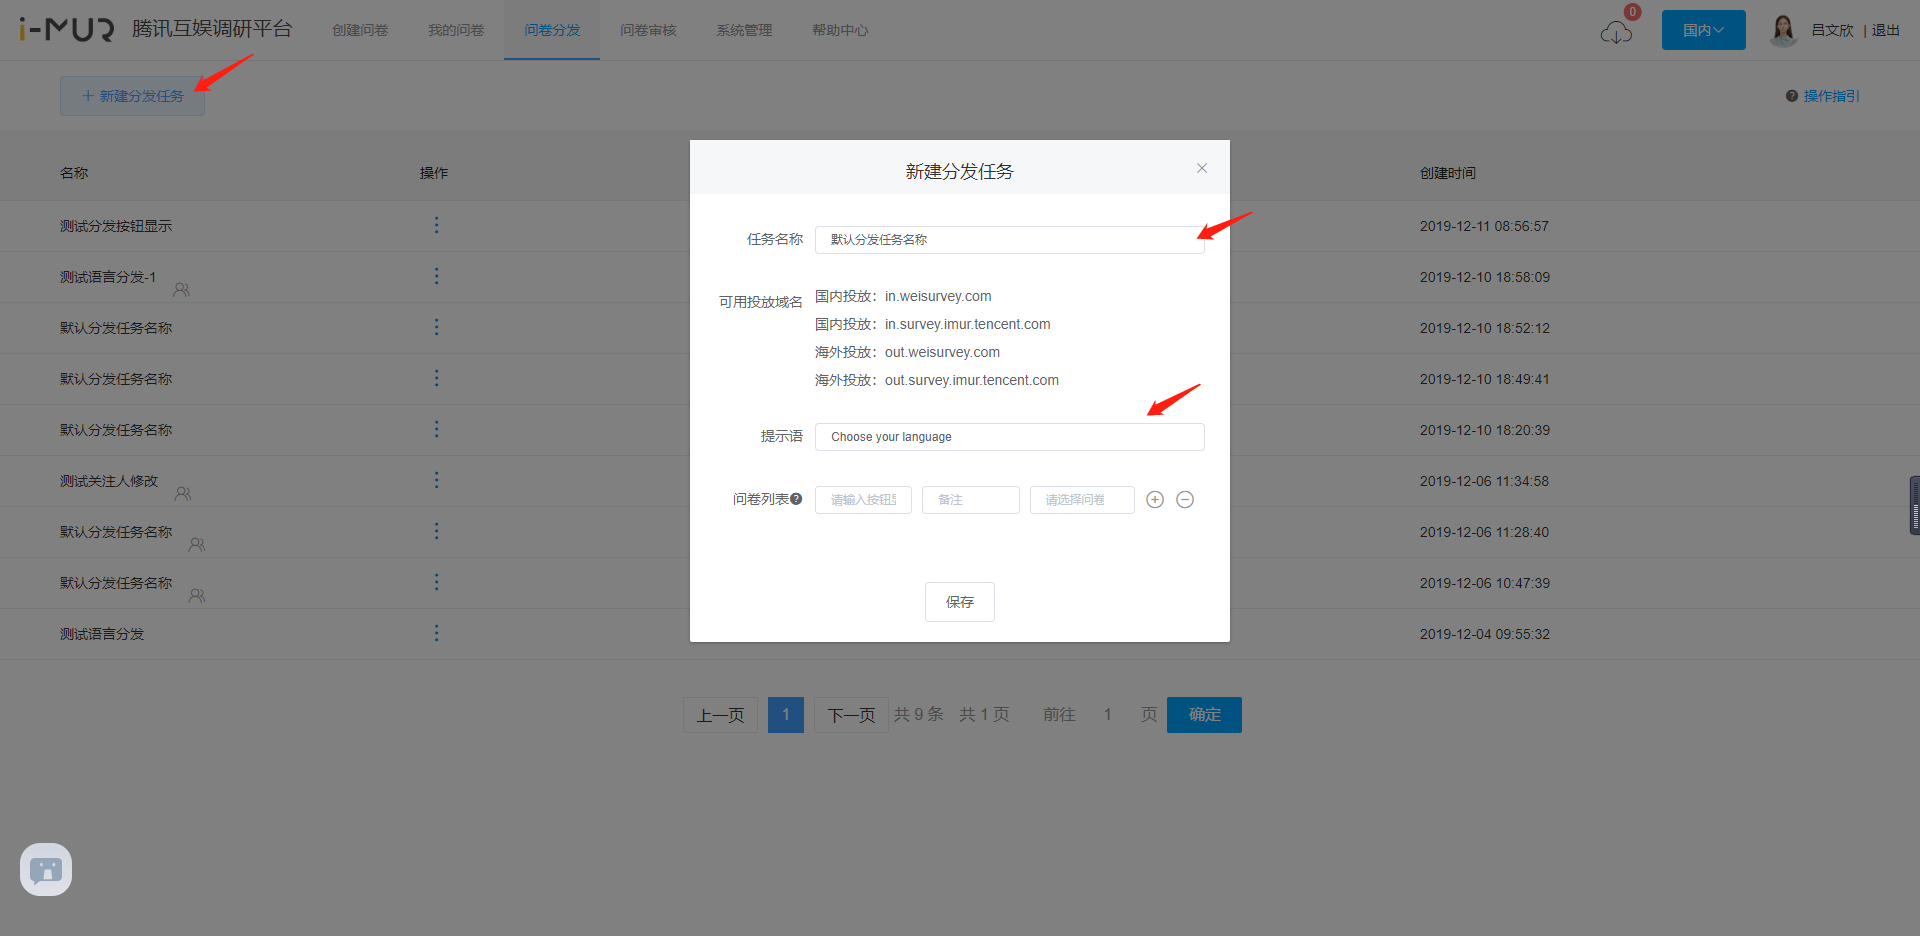 i-MUR 腾讯互娱调研平台 创建问卷 我的问卷 问卷分发 问卷审核 系统管理 帮助中心 0 国内 吕文欣 | 退出
+ 新建分发任务 ? 操作指引
名称 操作 创建时间
测试分发按钮显示 2019-12-11 08:56:57
测试语言分发-1 2019-12-10 18:58:09
默认分发任务名称 2019-12-10 18:52:12
默认分发任务名称 2019-12-10 18:49:41
默认分发任务名称 2019-12-10 18:20:39
测试关注人修改 2019-12-06 11:34:58
默认分发任务名称 2019-12-06 11:28:40
默认分发任务名称 2019-12-06 10:47:39
测试语言分发 2019-12-04 09:55:32
新建分发任务
任务名称 默认分发任务名称
可用投放域名 国内投放：in.weisurvey.com
国内投放：in.survey.imur.tencent.com
海外投放：out.weisurvey.com
海外投放：out.survey.imur.tencent.com
提示语 Choose your language
问卷列表? 请输入按钮 备注 请选择问卷
保存
上一页 1 下一页 共 9 条 共 1 页 前往 1 页 确定